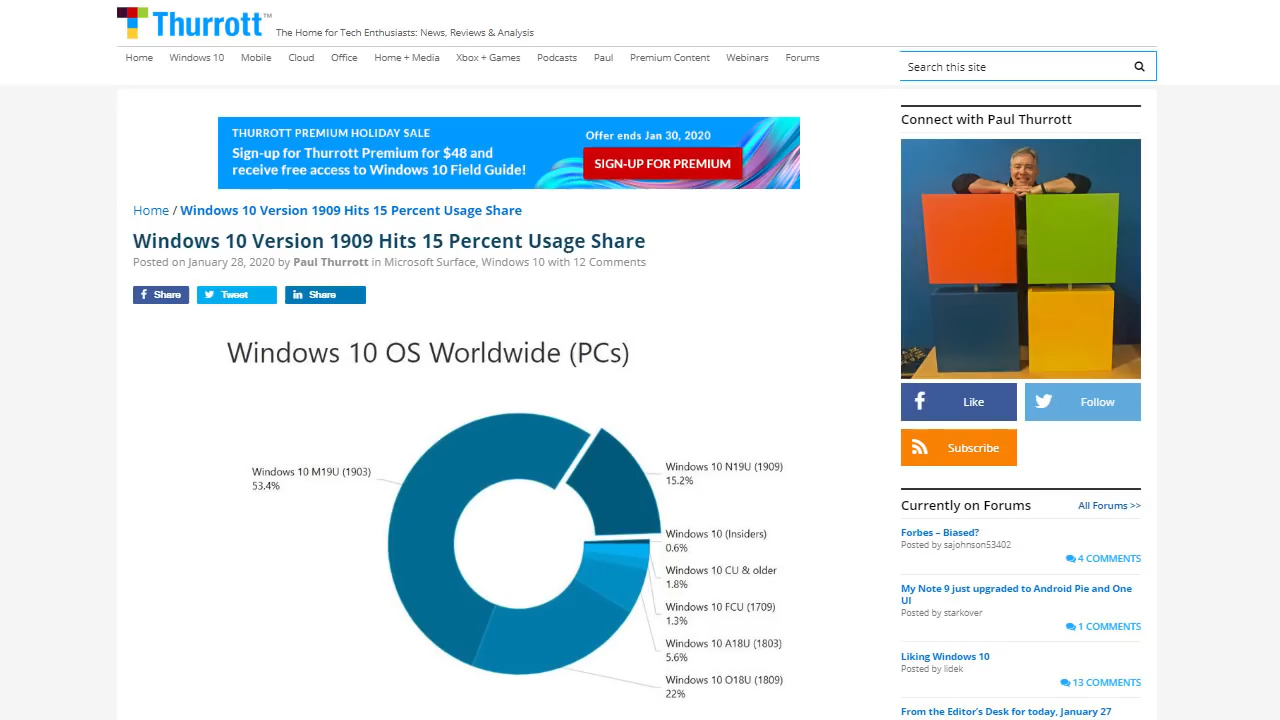 Thurrott™
The Home for Tech Enthusiasts: News, Reviews & Analysis
Home
Windows 10
Mobile
Cloud
Office
Home + Media
Xbox + Games
Podcasts
Paul
Premium Content
Webinars
Forums
Search this site
THURROTT PREMIUM HOLIDAY SALE
Sign-up for Thurrott Premium for $48 and
receive free access to Windows 10 Field Guide!
Offer ends Jan 30, 2020
SIGN-UP FOR PREMIUM
Home / Windows 10 Version 1909 Hits 15 Percent Usage Share
Windows 10 Version 1909 Hits 15 Percent Usage Share
Posted on January 28, 2020 by Paul Thurrott in Microsoft Surface, Windows 10 with 12 Comments
Share
Tweet
Share
Windows 10 OS Worldwide (PCs)
Windows 10 M19U (1903)
53.4%
Windows 10 N19U (1909)
15.2%
Windows 10 (Insiders)
0.6%
Windows 10 CU & older
1.8%
Windows 10 FCU (1709)
1.3%
Windows 10 A18U (1803)
5.6%
Windows 10 O18U (1809)
22%
Connect with Paul Thurrott
Like
Follow
Subscribe
Currently on Forums
All Forums >>
Forbes – Biased?
Posted by sajohnson53402
4 COMMENTS
My Note 9 just upgraded to Android Pie and One
UI
Posted by starkover
1 COMMENTS
Liking Windows 10
Posted by lidek
13 COMMENTS
From the Editor's Desk for today, January 27